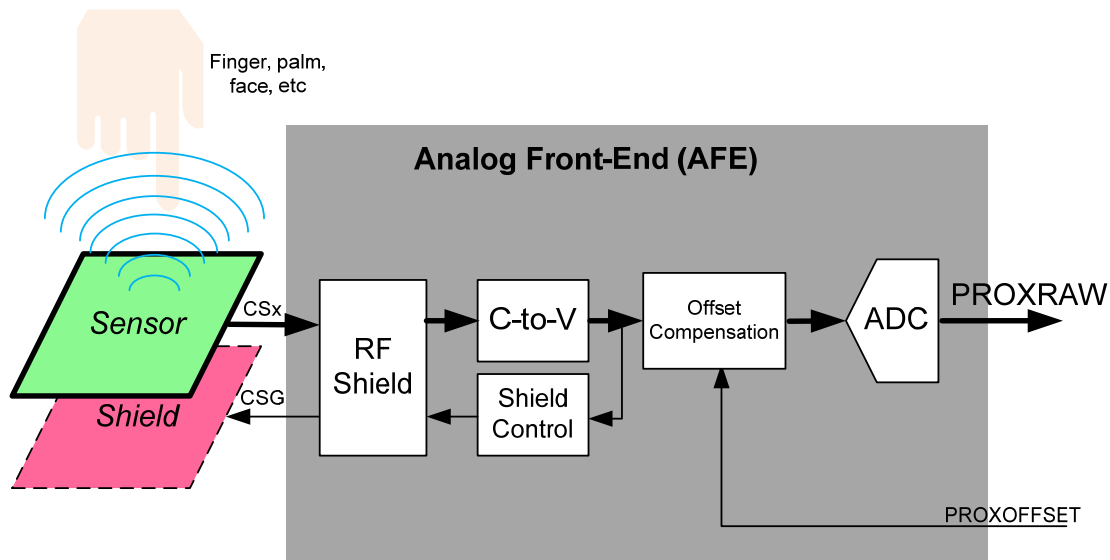 Finger, palm,
face, etc
Analog Front-End (AFE)
Sensor
CSx
RF
Shield
C-to-V
Offset
Compensation
ADC
PROXRAW
Shield
CSG
Shield
Control
PROXOFFSET